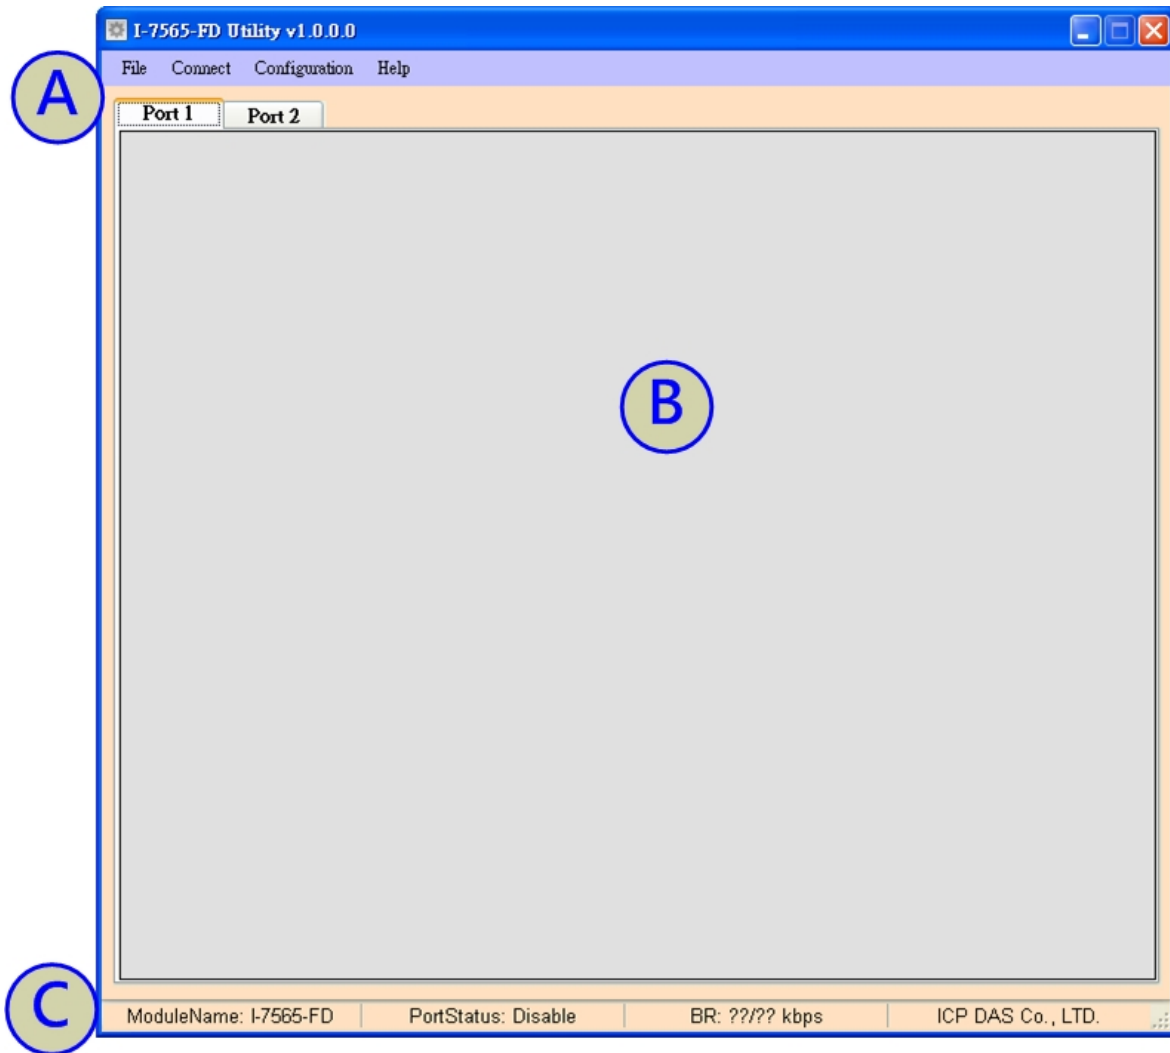 I-7565-FD Utility v1.0.0.0
File Connect Configuration Help
A
Port 1 Port 2
B
C
ModuleName: I-7565-FD PortStatus: Disable BR: ??/?? kbps ICP DAS Co., LTD.